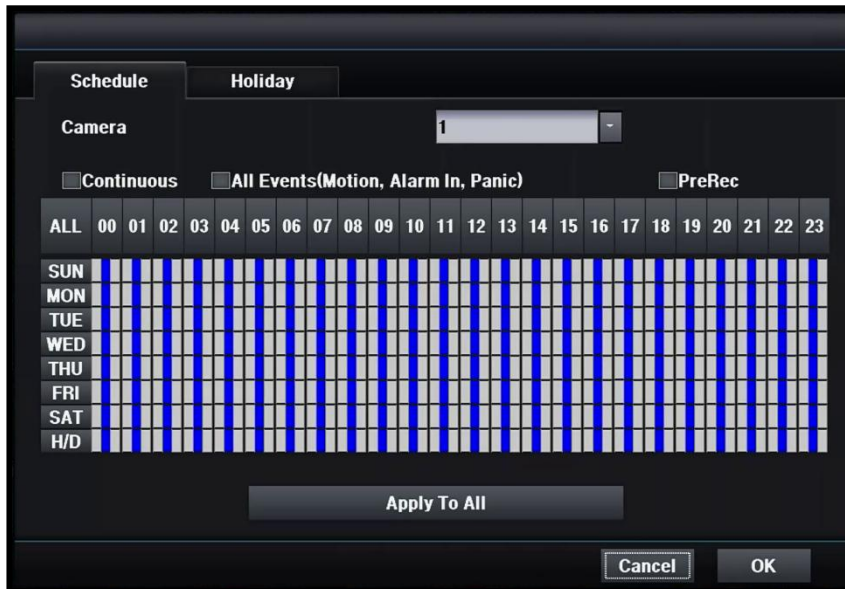 Schedule Holiday
Camera 1
Continuous All Events(Motion, Alarm In, Panic) PreRec
ALL 00 01 02 03 04 05 06 07 08 09 10 11 12 13 14 15 16 17 18 19 20 21 22 23
SUN
MON
TUE
WED
THU
FRI
SAT
H/D
Apply To All
Cancel OK